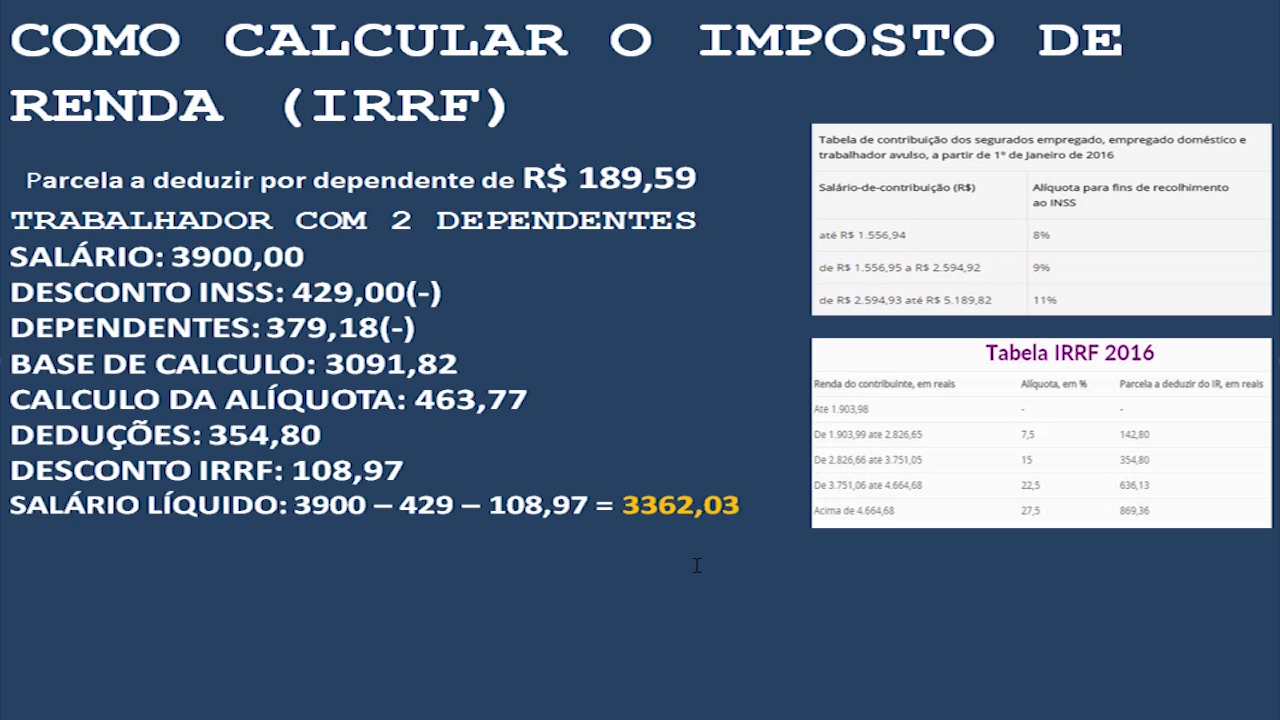 COMO CALCULAR O IMPOSTO DE
RENDA (IRRF)
Parcela a deduzir por dependente de R$ 189,59
TRABALHADOR COM 2 DEPENDENTES
SALÁRIO: 3900,00
DESCONTO INSS: 429,00(-)
DEPENDENTES: 379,18(-)
BASE DE CALCULO: 3091,82
CALCULO DA ALÍQUOTA: 463,77
DEDUÇÕES: 354,80
DESCONTO IRRF: 108,97
SALÁRIO LÍQUIDO: 3900 – 429 – 108,97 = 3362,03
Tabela de contribuição dos segurados empregado, empregado doméstico e
trabalhador avulso, a partir de 1º de Janeiro de 2016
Salário-de-contribuição (R$) Alíquota para fins de recolhimento
ao INSS
até R$ 1.556,94 8%
de R$ 1.556,95 a R$ 2.594,92 9%
de R$ 2.594,93 até R$ 5.189,82 11%
Tabela IRRF 2016
Renda do contribuinte, em reais Alíquota, em % Parcela a deduzir do IR, em reais
Até 1.903,98 - -
De 1.903,99 até 2.826,65 7,5 142,80
De 2.826,66 até 3.751,05 15 354,80
De 3.751,06 até 4.664,68 22,5 636,13
Acima de 4.664,68 27,5 869,36